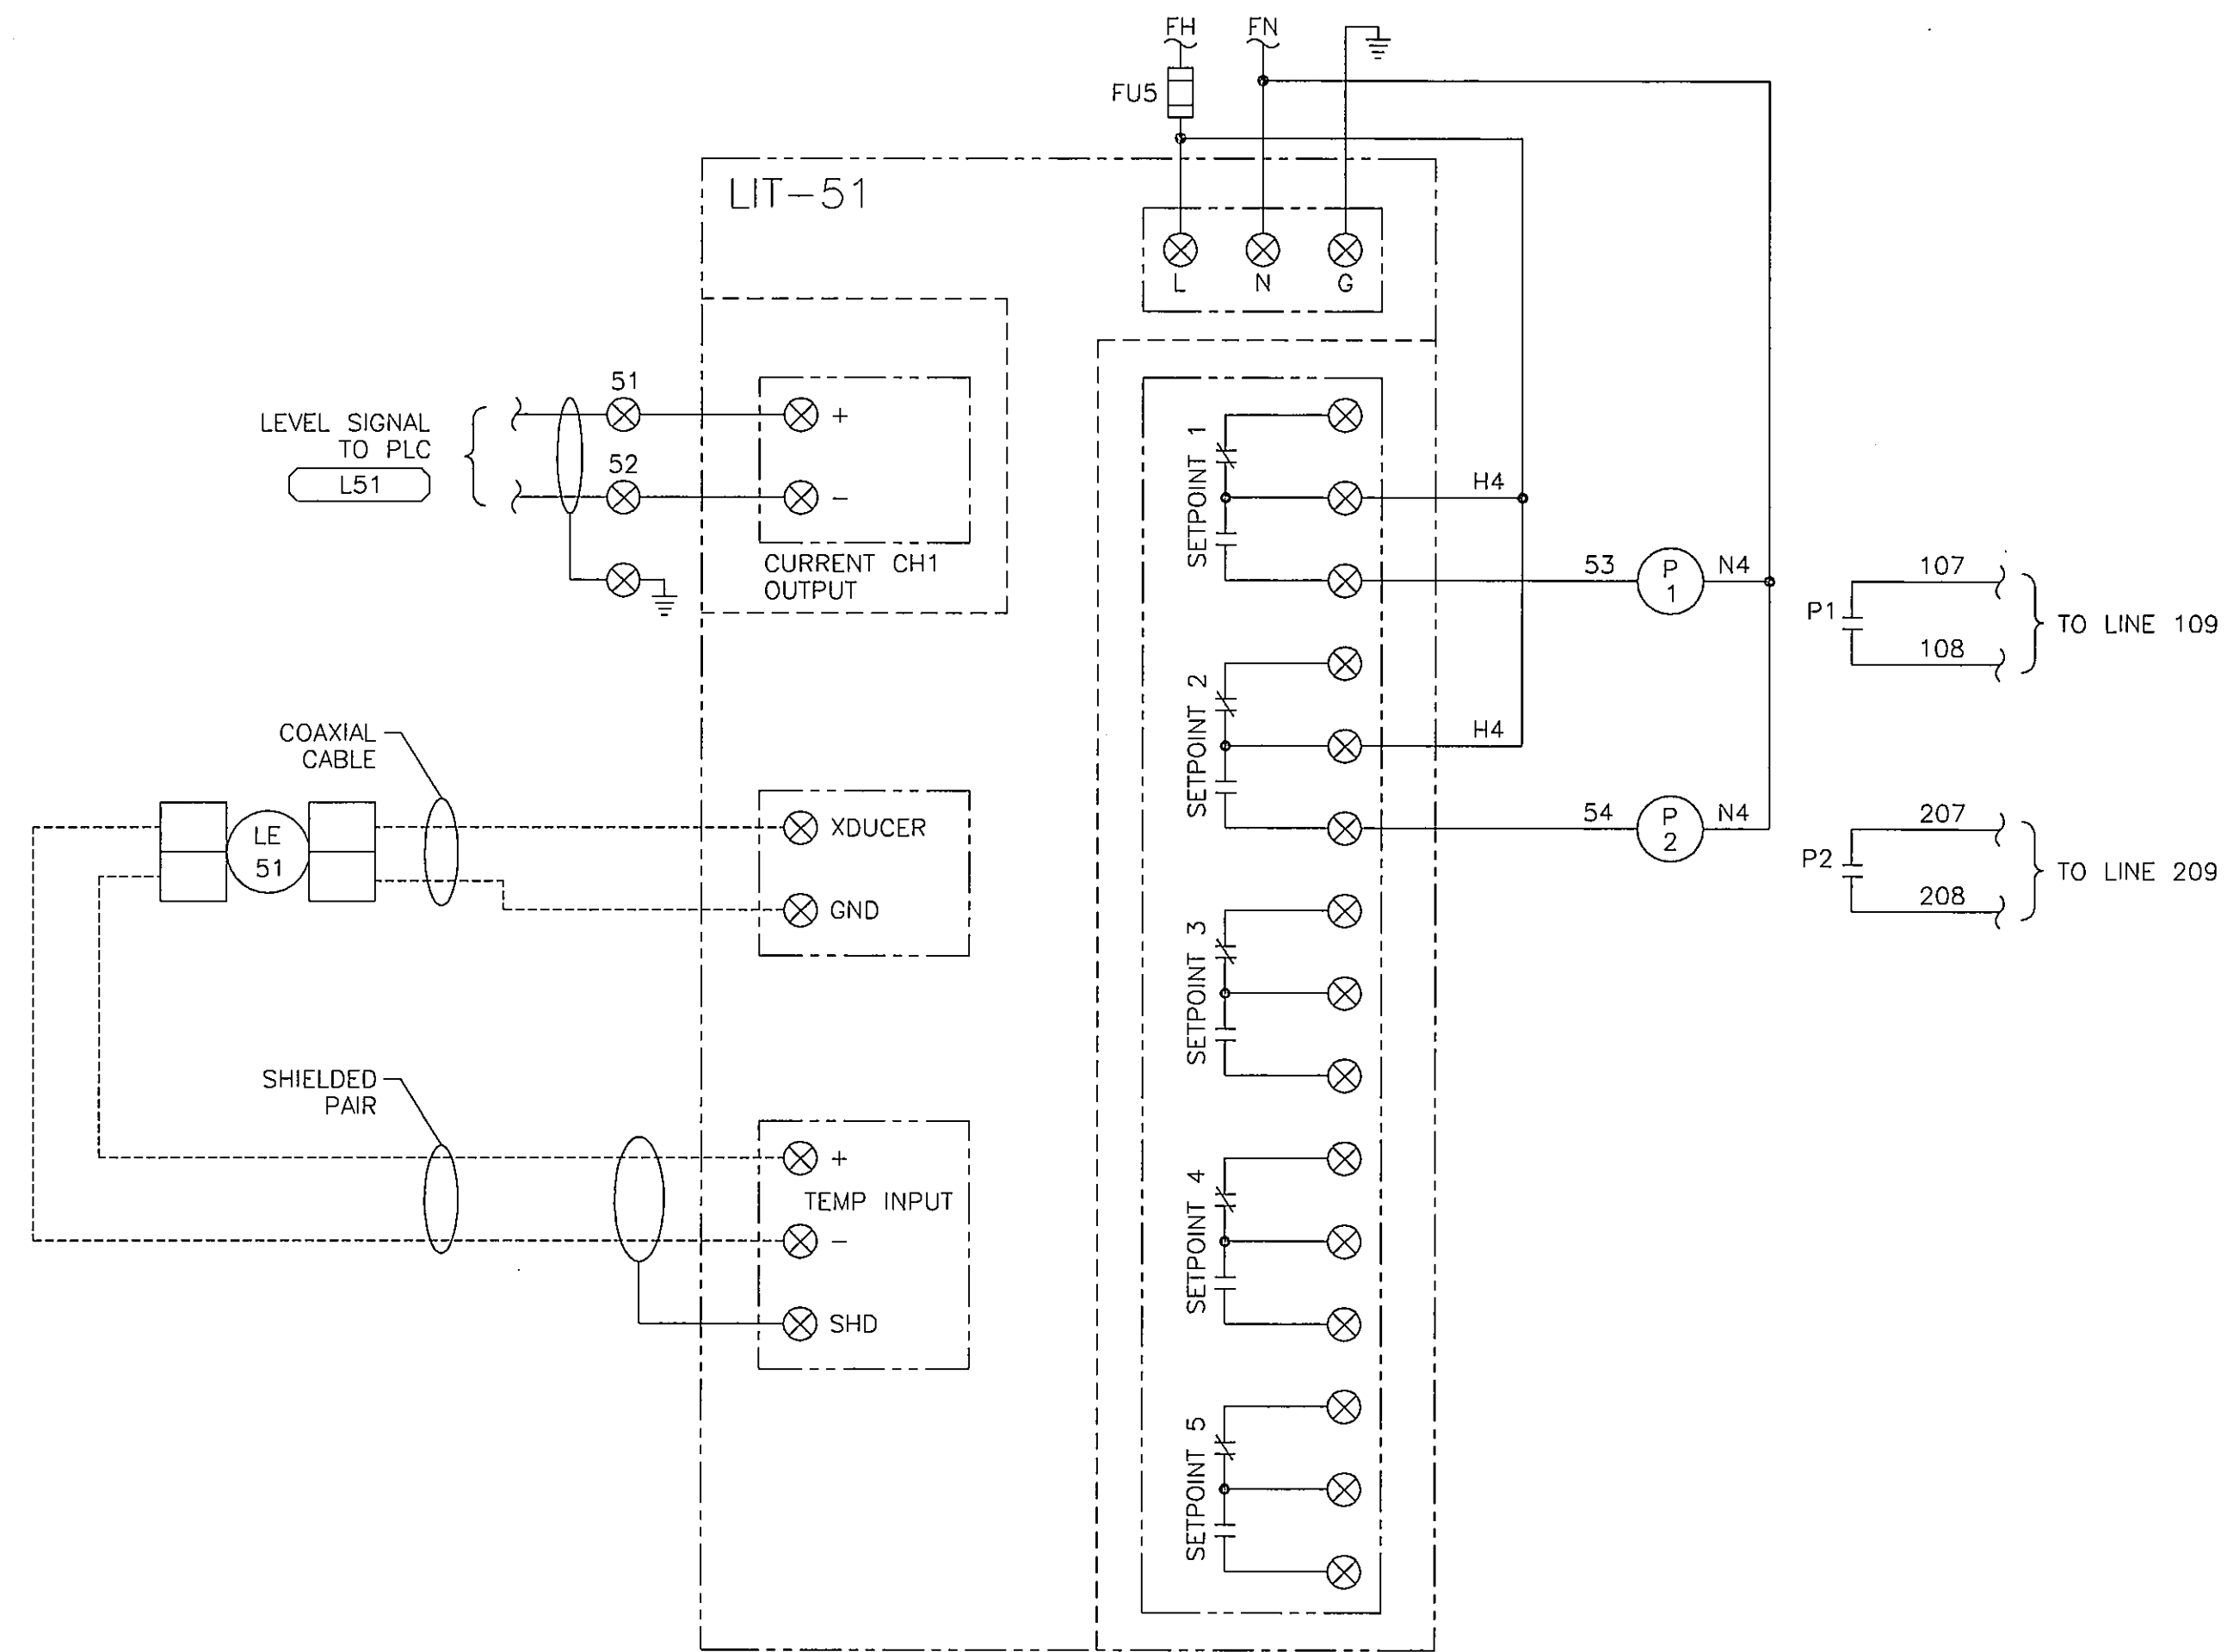 FH
FN
FU5
LIT-51
L
N
G
51
LEVEL SIGNAL
TO PLC
L51
52
+
-
CURRENT CH1
OUTPUT
SETPOINT 1
H4
53
P
1
N4
P1
107
108
TO LINE 109
SETPOINT 2
H4
54
P
2
N4
P2
207
208
TO LINE 209
COAXIAL
CABLE
LE
51
XDUCER
GND
SETPOINT 3
SHIELDED
PAIR
+
TEMP INPUT
-
SHD
SETPOINT 4
SETPOINT 5